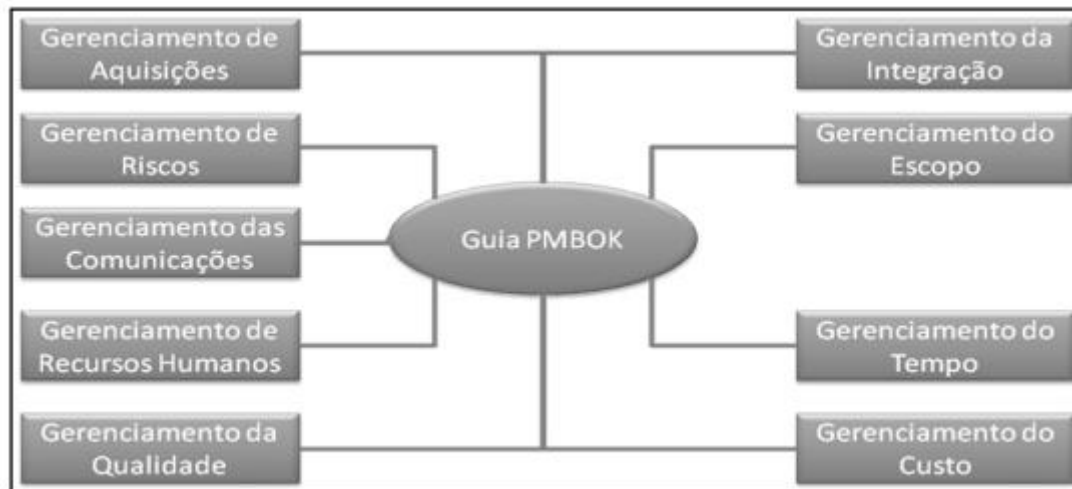 Gerenciamento de
Aquisições
Gerenciamento de
Riscos
Gerenciamento das
Comunicações
Gerenciamento de
Recursos Humanos
Gerenciamento da
Qualidade
Guia PMBOK
Gerenciamento da
Integração
Gerenciamento do
Escopo
Gerenciamento do
Tempo
Gerenciamento do
Custo